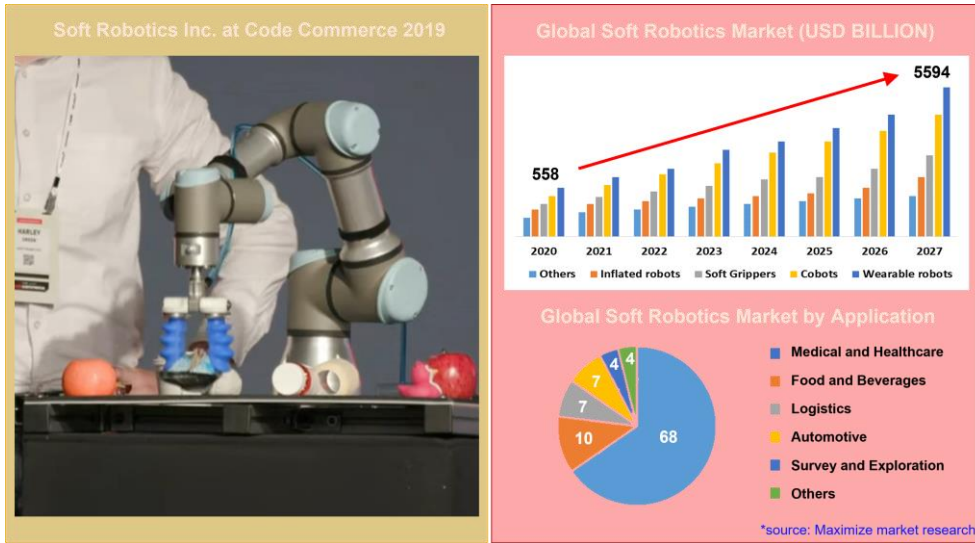 Soft Robotics Inc. at Code Commerce 2019
HARLEY
Global Soft Robotics Market (USD BILLION)
5594
558
2020 2021 2022 2023 2024 2025 2026 2027
Others Inflated robots Soft Grippers Cobots Wearable robots
Global Soft Robotics Market by Application
4
4
7
7
10
68
Medical and Healthcare
Food and Beverages
Logistics
Automotive
Survey and Exploration
Others
*source: Maximize market research